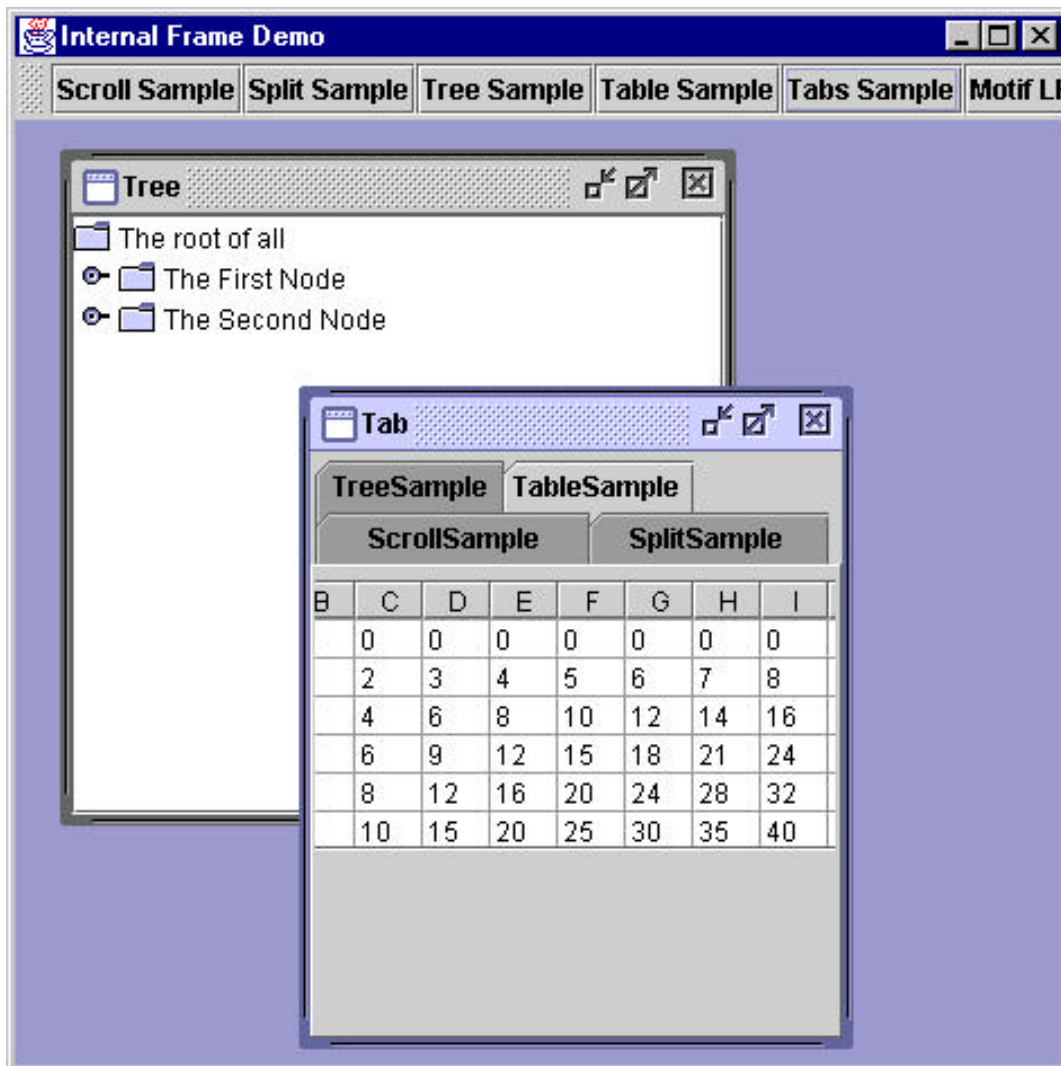 Internal Frame Demo
Scroll Sample Split Sample Tree Sample Table Sample Tabs Sample Motif
Tree
The root of all
The First Node
The Second Node
Tab
TreeSample TableSample
ScrollSample SplitSample
B C D E F G H I
0 0 0 0 0 0 0
2 3 4 5 6 7 8
4 6 8 10 12 14 16
6 9 12 15 18 21 24
8 12 16 20 24 28 32
10 15 20 25 30 35 40